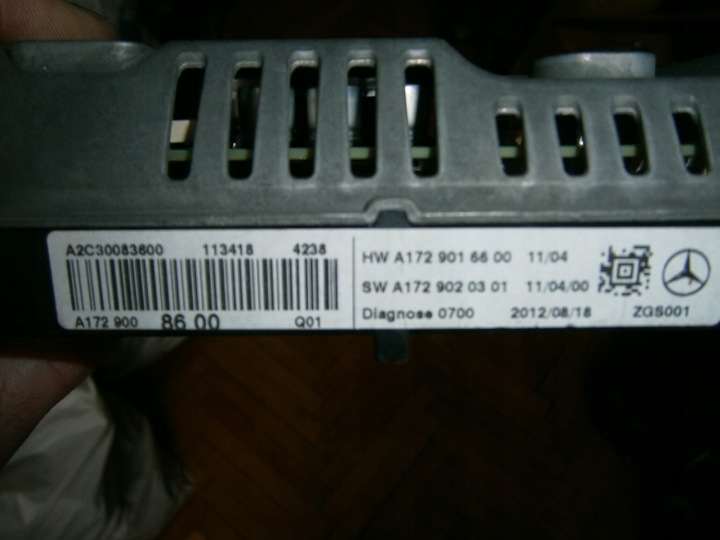 A2C30083600 113418 4238
A172 900 86 00 Q01
HW A172 901 66 00 11/04
SW A172 902 03 01 11/04/00
Diagnose 0700 2012/08/18 ZGS001